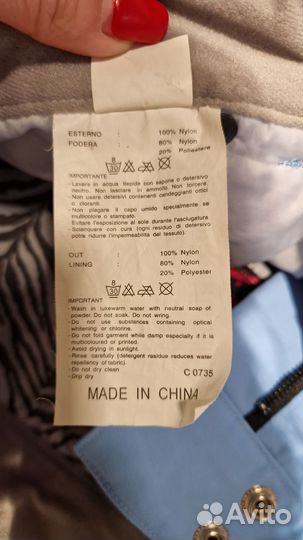 ESTERNO : 100% Nylon
FODERA : 80% Nylon
20% Poliestere
8
30
IMPORTANTE
- Lavare in acqua tiepida con sapone o detersivo
neutro. Non lasciare in ammollo Non torcere.
- Non usare detersivi contenenti candeggianti ottici
o cloranti.
- Non piegare il capo umido specialmente se
multicolore o stampato.
- Evitare l'esposizione al sole durante l'asciugatura
- Sciacquare con cura (ogni residuo di detersivo
potrà ridurre l'impermeabilità del tessuto).
OUT : 100% Nylon
LINING : 80% Nylon
20% Polyester
8
30
IMPORTANT
- Wash in lukewarm water with neutral soap of
powder. Do not soak. Do not wring.
- Do not use substances containing optical
whitening or chlorine.
- Do not fold garment while damp especially if it is
multicoloured or printed.
- Avoid drying in sunlight.
- Rinse carefully (detergent residue reduces water
repellency of fabric).
- Do not dry clean
- Drip dry C 0735
MADE IN CHINA
Avito